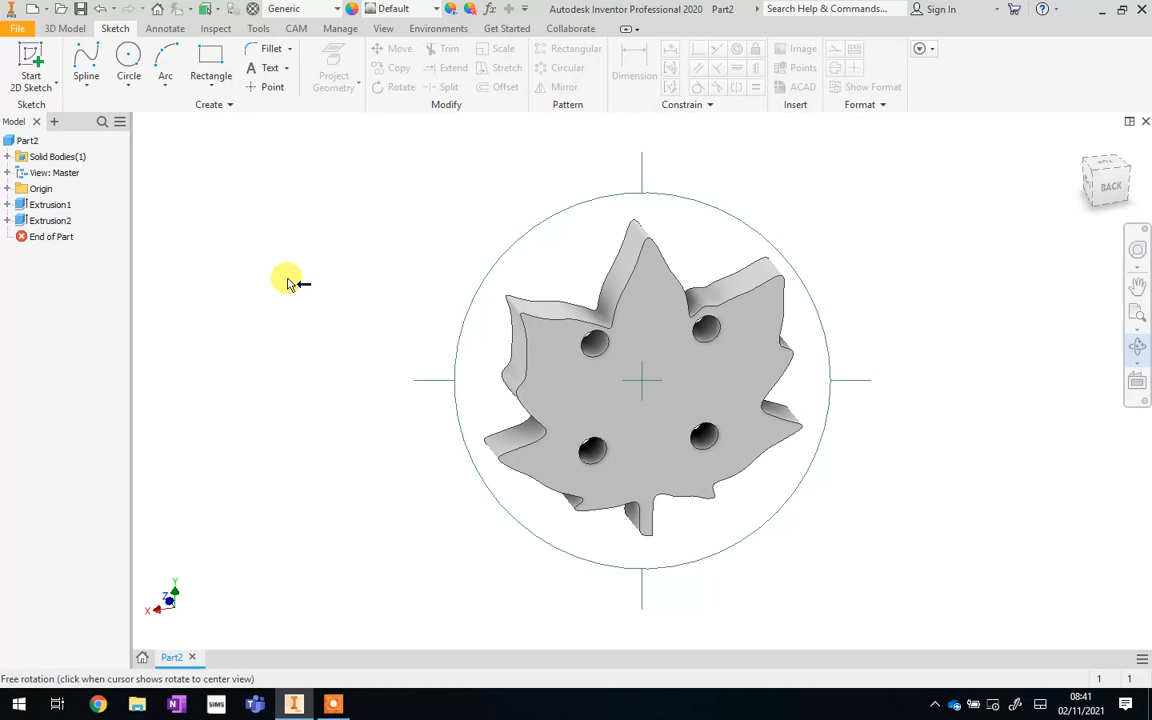 Generic
Default
Autodesk Inventor Professional 2020 Part2
Search Help & Commands...
Sign In
PRO
File
3D Model
Sketch
Annotate
Inspect
Tools
CAM
Manage
View
Environments
Get Started
Collaborate
Start
2D Sketch
Spline
Circle
Arc
Rectangle
Fillet
Text
Point
Project
Geometry
Move
Copy
Rotate
Trim
Extend
Split
Scale
Stretch
Offset
Rectangular
Circular
Mirror
Dimension
Image
Points
ACAD
Show Format
Sketch
Create
Modify
Pattern
Constrain
Insert
Format
Model
Part2
Solid Bodies(1)
View: Master
Origin
Extrusion1
Extrusion2
End of Part
BACK
Y
Z
X
Part2
Free rotation (click when cursor shows rotate to center view)
1 1
SIMS
08:41
02/11/2021